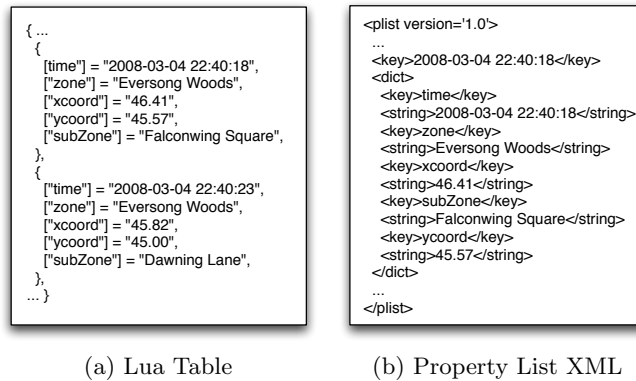 { ...
{
[time"] = "2008-03-04 22:40:18",
["zone"] = "Eversong Woods",
["xcoord"] = "46.41",
["ycoord"] = "45.57",
["subZone"] = "Falconwing Square",
},
{
["time"] = "2008-03-04 22:40:23",
["zone"] = "Eversong Woods",
["xcoord"] = "45.82",
["ycoord"] = "45.00",
["subZone"] = "Dawning Lane",
},
... }
(a) Lua Table
<plist version='1.0'>
...
<key>2008-03-04 22:40:18</key>
<dict>
<key>time</key>
<string>2008-03-04 22:40:18</string>
<key>zone</key>
<string>Eversong Woods</string>
<key>xcoord</key>
<string>46.41</string>
<key>subZone</key>
<string>Falconwing Square</string>
<key>ycoord</key>
<string>45.57</string>
</dict>
...
</plist>
(b) Property List XML